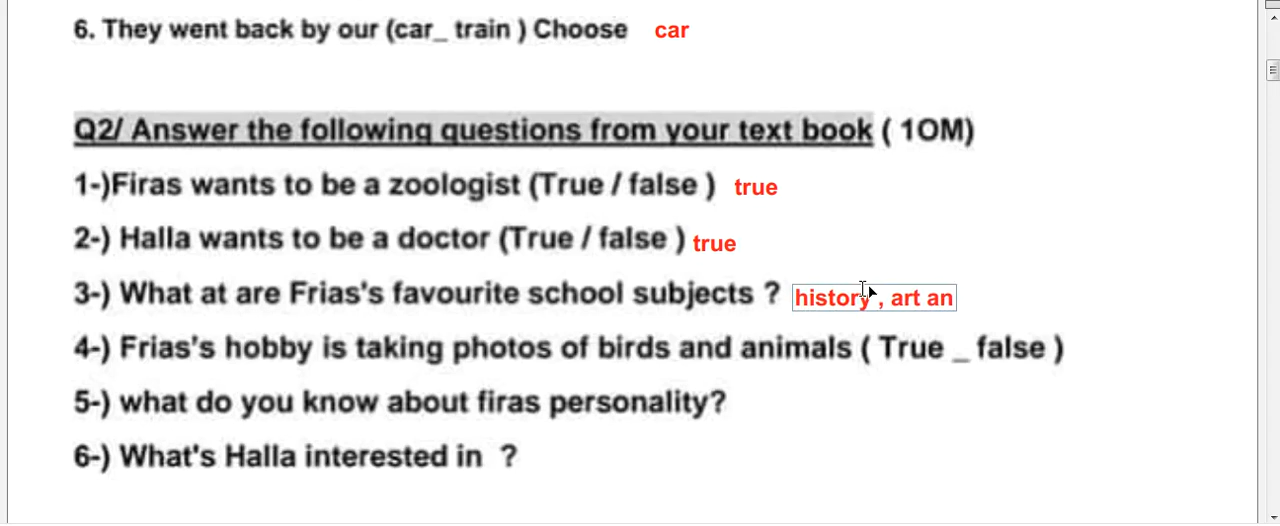 6. They went back by our (car_ train ) Choose car
Q2/ Answer the following questions from your text book ( 1OM)
1-)Firas wants to be a zoologist (True / false ) true
2-) Halla wants to be a doctor (True / false ) true
3-) What at are Frias's favourite school subjects ? history , art an
4-) Frias's hobby is taking photos of birds and animals ( True _ false )
5-) what do you know about firas personality?
6-) What's Halla interested in ?